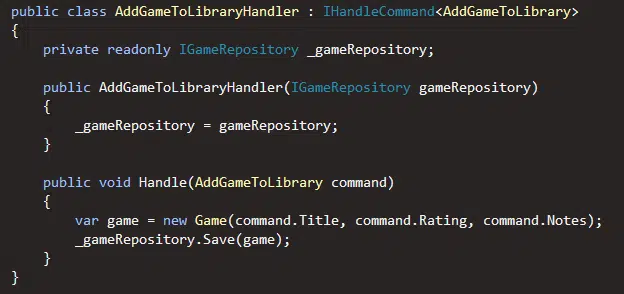 public class AddGameToLibraryHandler : IHandleCommand<AddGameToLibrary>
{
    private readonly IGameRepository _gameRepository;

    public AddGameToLibraryHandler(IGameRepository gameRepository)
    {
        _gameRepository = gameRepository;
    }

    public void Handle(AddGameToLibrary command)
    {
        var game = new Game(command.Title, command.Rating, command.Notes);
        _gameRepository.Save(game);
    }
}